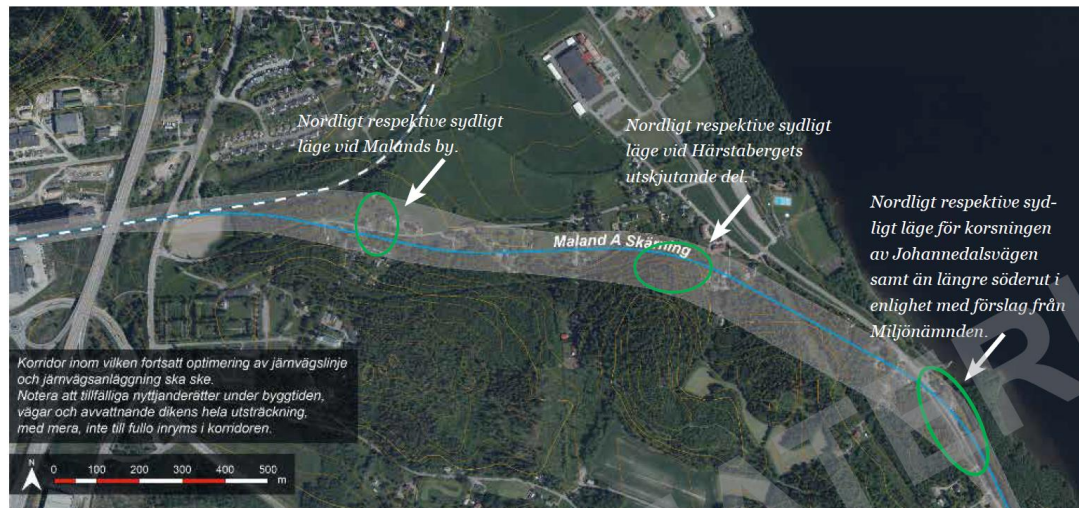 Nordligt respektive sydligt
läge vid Malands by.
Nordligt respektive sydligt
läge vid Härstabergets
utskjutande del.
Nordligt respektive syd-
ligt läge för korsningen
av Johannedalsvägen
samt än längre söderut i
enlighet med förslag från
Miljönämnden.
Maland A Skärning
Korridor inom vilken fortsatt optimering av järnvägslinje
och järnvägsanläggning ska ske.
Notera att tillfälliga nyttjanderätter under byggtiden,
vägar och avvattnande dikens hela utsträckning,
med mera, inte till fullo inryms i korridoren.
N
0 100 200 300 400 500
m